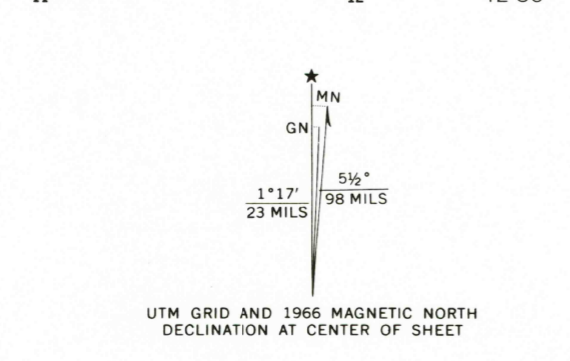 ★
MN
GN
5½°
1°17′
98 MILS
23 MILS
UTM GRID AND 1966 MAGNETIC NORTH
DECLINATION AT CENTER OF SHEET